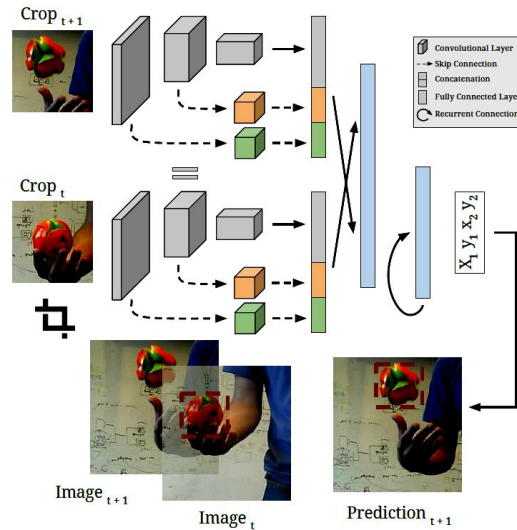 Crop t+1
Convolutional Layer
Skip Connection
Concatenation
Fully Connected Layer
Recurrent Connection
Crop t
X1 y1 x2 y2
Image t+1
Image t
Prediction t+1